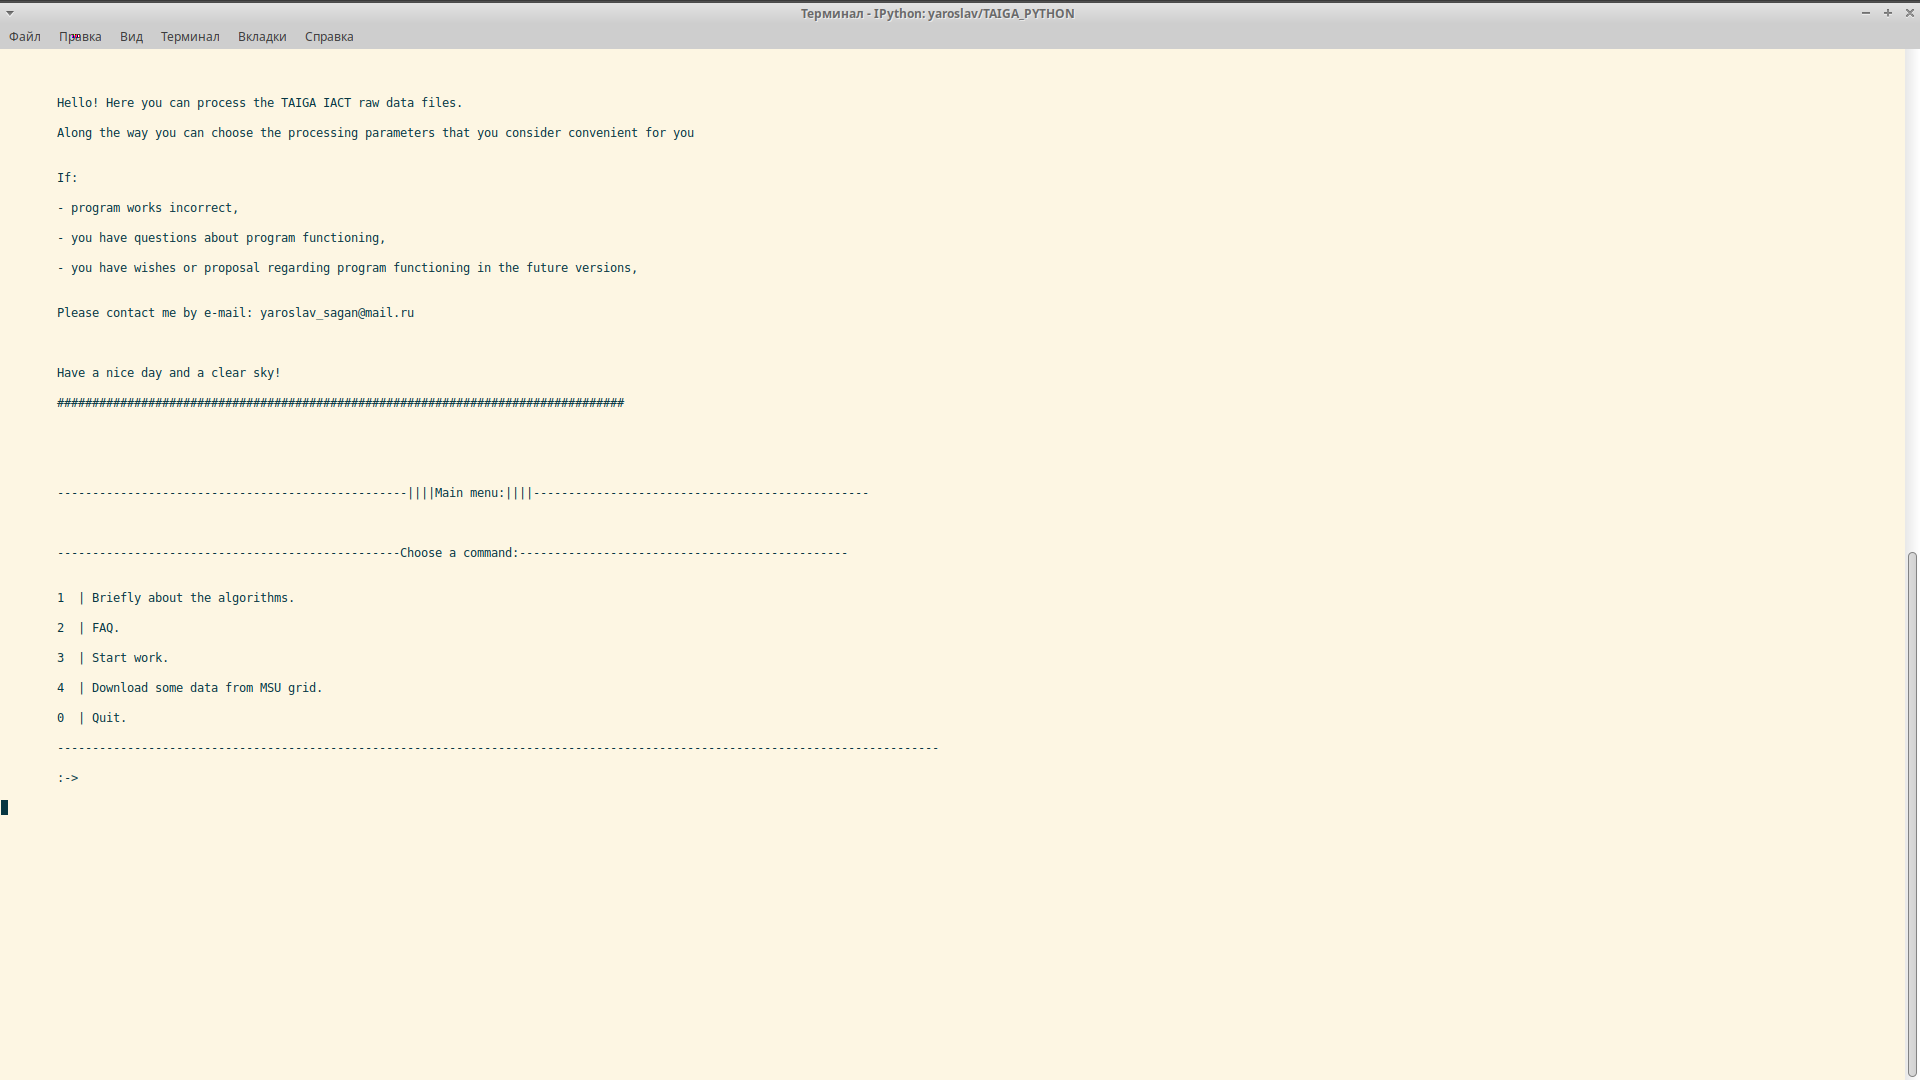 Терминал - IPython: yaroslav/TAIGA_PYTHON
Файл Правка Вид Терминал Вкладки Справка
Hello! Here you can process the TAIGA IACT raw data files.
Along the way you can choose the processing parameters that you consider convenient for you
If:
- program works incorrect,
- you have questions about program functioning,
- you have wishes or proposal regarding program functioning in the future versions,
Please contact me by e-mail: yaroslav_sagan@mail.ru
Have a nice day and a clear sky!
#################################################################################
--------------------------------------------------||||Main menu:||||------------------------------------------------
-------------------------------------------------Choose a command:-----------------------------------------------
1 | Briefly about the algorithms.
2 | FAQ.
3 | Start work.
4 | Download some data from MSU grid.
0 | Quit.
------------------------------------------------------------------------------------------------------------------------------
:->